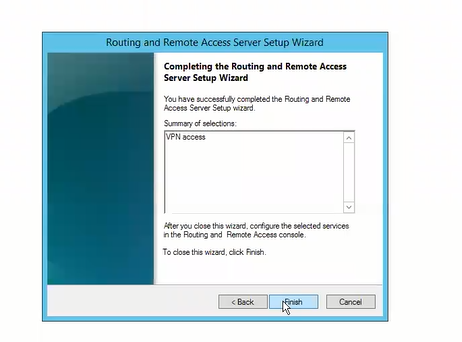 Routing and Remote Access Server Setup Wizard
Completing the Routing and Remote Access
Server Setup Wizard
You have successfully completed the Routing and Remote
Access Server Setup wizard.
Summary of selections:
VPN access
After you close this wizard, configure the selected services
in the Routing and Remote Access console.
To close this wizard, click Finish.
< Back
Finish
Cancel